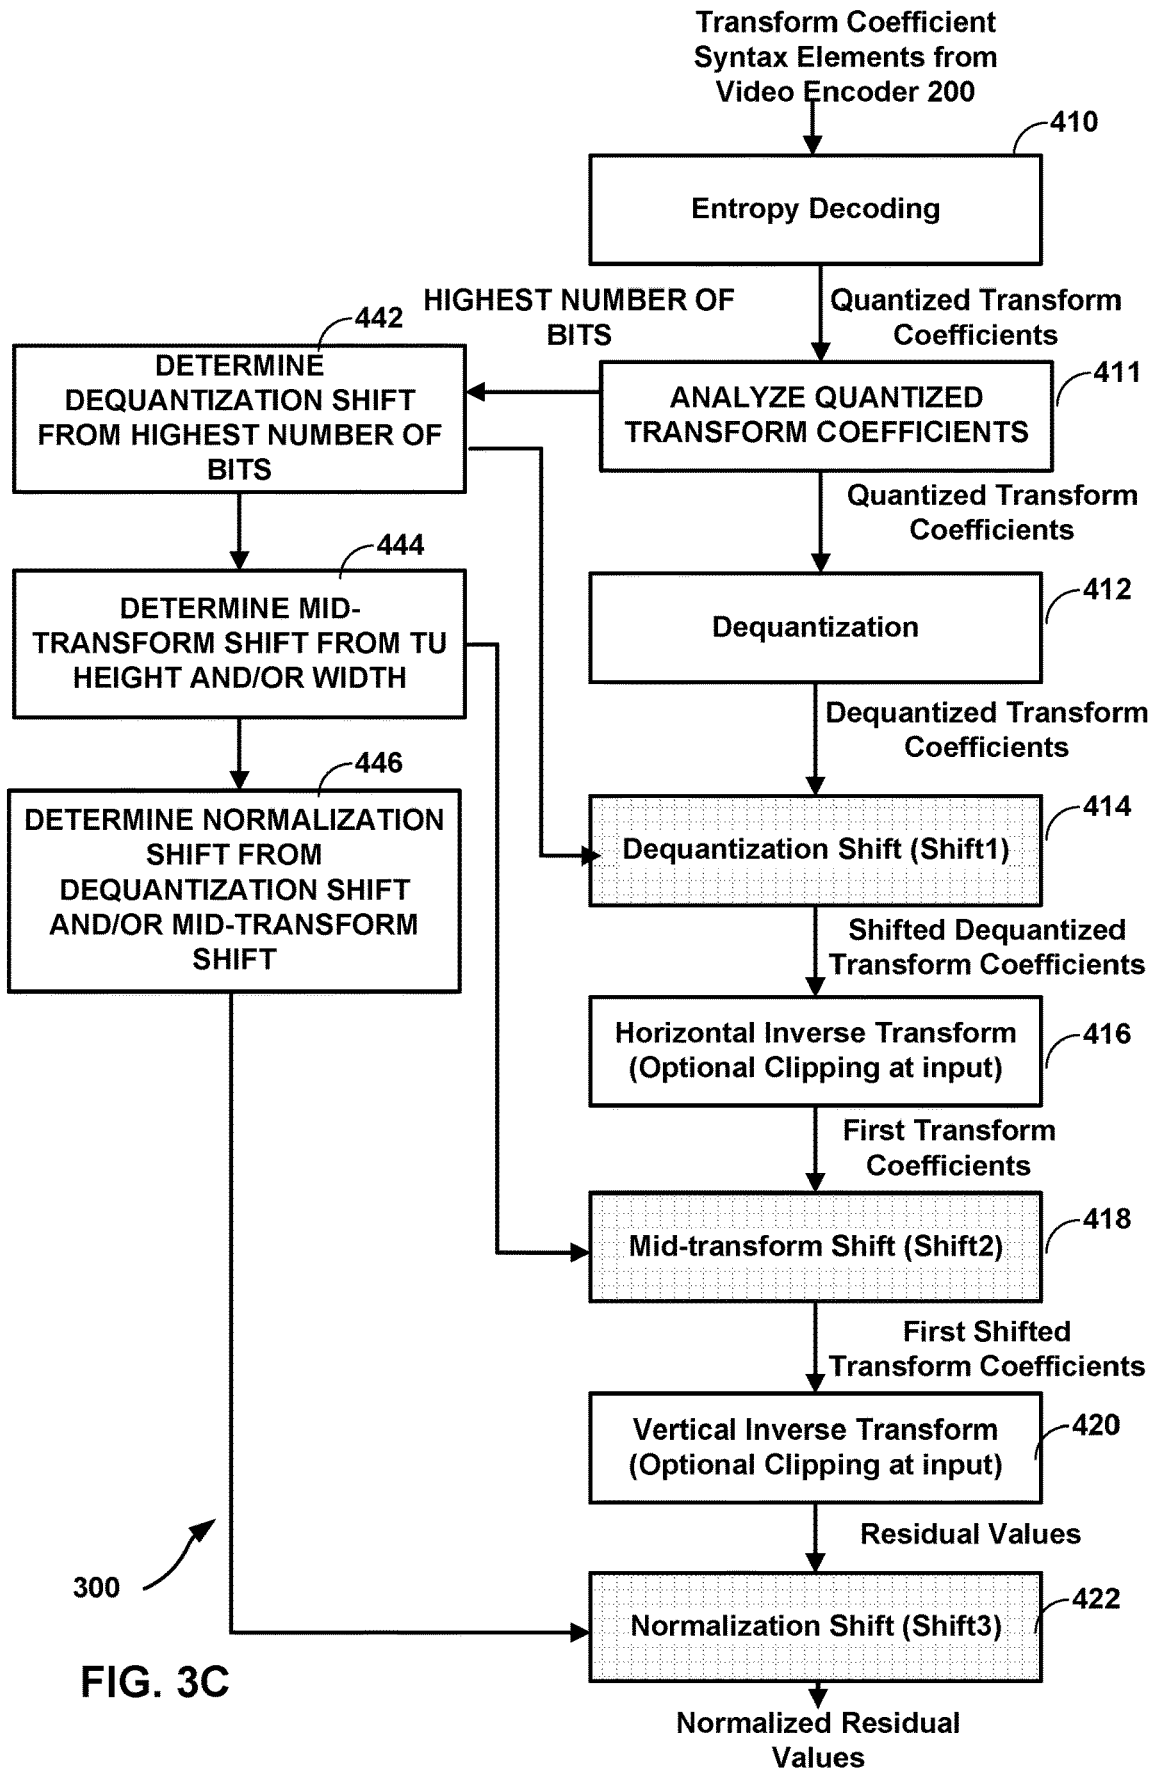 Transform Coefficient
Syntax Elements from
Video Encoder 200
410
Entropy Decoding
HIGHEST NUMBER OF
BITS
Quantized Transform
Coefficients
442
DETERMINE
DEQUANTIZATION SHIFT
FROM HIGHEST NUMBER OF
BITS
411
ANALYZE QUANTIZED
TRANSFORM COEFFICIENTS
Quantized Transform
Coefficients
444
DETERMINE MID-
TRANSFORM SHIFT FROM TU
HEIGHT AND/OR WIDTH
412
Dequantization
Dequantized Transform
Coefficients
446
DETERMINE NORMALIZATION
SHIFT FROM
DEQUANTIZATION SHIFT
AND/OR MID-TRANSFORM
SHIFT
414
Dequantization Shift (Shift1)
Shifted Dequantized
Transform Coefficients
416
Horizontal Inverse Transform
(Optional Clipping at input)
First Transform
Coefficients
418
Mid-transform Shift (Shift2)
First Shifted
Transform Coefficients
420
Vertical Inverse Transform
(Optional Clipping at input)
Residual Values
300
422
Normalization Shift (Shift3)
FIG. 3C
Normalized Residual
Values